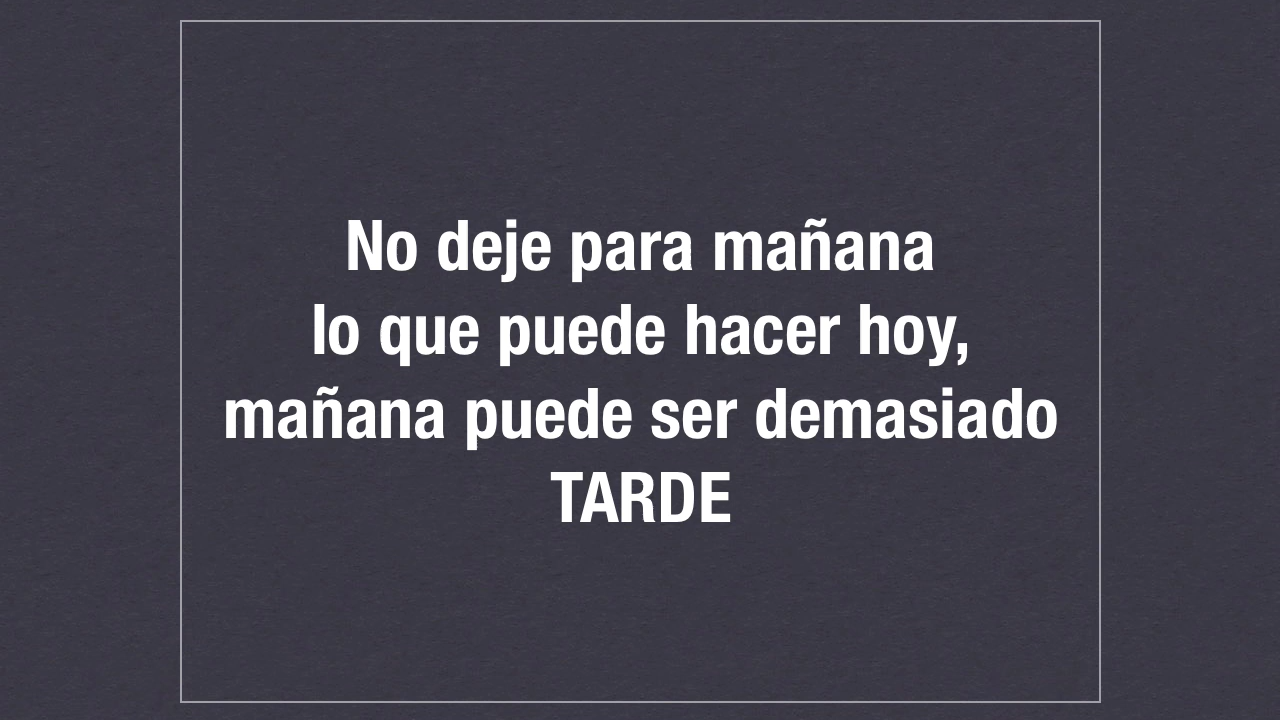 No deje para mañana
lo que puede hacer hoy,
mañana puede ser demasiado
TARDE